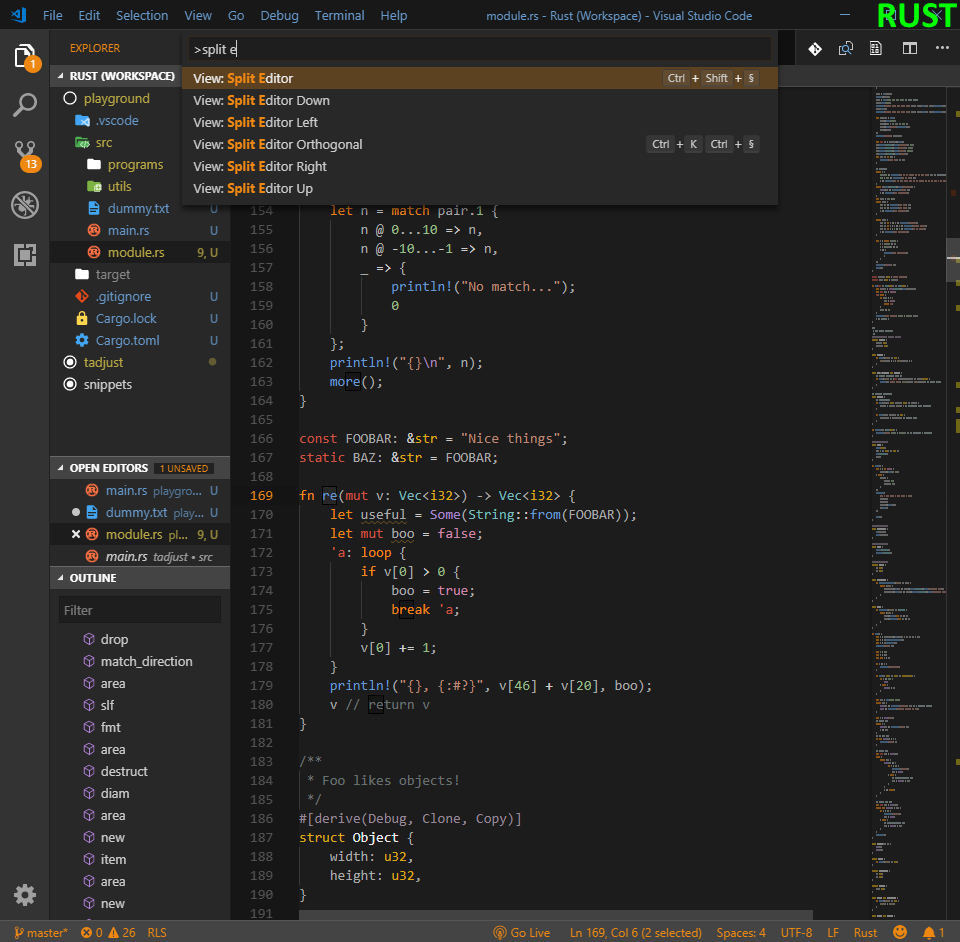 File Edit Selection View Go Debug Terminal Help module.rs - Rust (Workspace) - Visual Studio Code
RUST
1
13
EXPLORER
RUST (WORKSPACE)
playground
.vscode
src
programs
utils
dummy.txt U
main.rs U
module.rs 9, U
target
.gitignore U
Cargo.lock U
Cargo.toml U
tadjust
snippets
OPEN EDITORS 1 UNSAVED
main.rs playgro... U
dummy.txt play... U
module.rs pl... 9, U
main.rs tadjust • src
OUTLINE
Filter
drop
match_direction
area
slf
fmt
area
destruct
diam
area
new
item
area
new
>split e
View: Split Editor Ctrl + Shift + §
View: Split Editor Down
View: Split Editor Left
View: Split Editor Orthogonal Ctrl + K Ctrl + §
View: Split Editor Right
View: Split Editor Up
154 let n = match pair.1 {
155 n @ 0...10 => n,
156 n @ -10...-1 => n,
157 _ => {
158 println!("No match...");
159 0
160 }
161 };
162 println!("{}\n", n);
163 more();
164 }
165
166 const FOOBAR: &str = "Nice things";
167 static BAZ: &str = FOOBAR;
168
169 fn re(mut v: Vec<i32>) -> Vec<i32> {
170 let useful = Some(String::from(FOOBAR));
171 let mut boo = false;
172 'a: loop {
173 if v[0] > 0 {
174 boo = true;
175 break 'a;
176 }
177 v[0] += 1;
178 }
179 println!("{}, {:#?}", v[46] + v[20], boo);
180 v // return v
181 }
182
183 /**
184 * Foo likes objects!
185 */
186 #[derive(Debug, Clone, Copy)]
187 struct Object {
188 width: u32,
189 height: u32,
190 }
191
master* 0 26 RLS Go Live Ln 169, Col 6 (2 selected) Spaces: 4 UTF-8 LF Rust 1